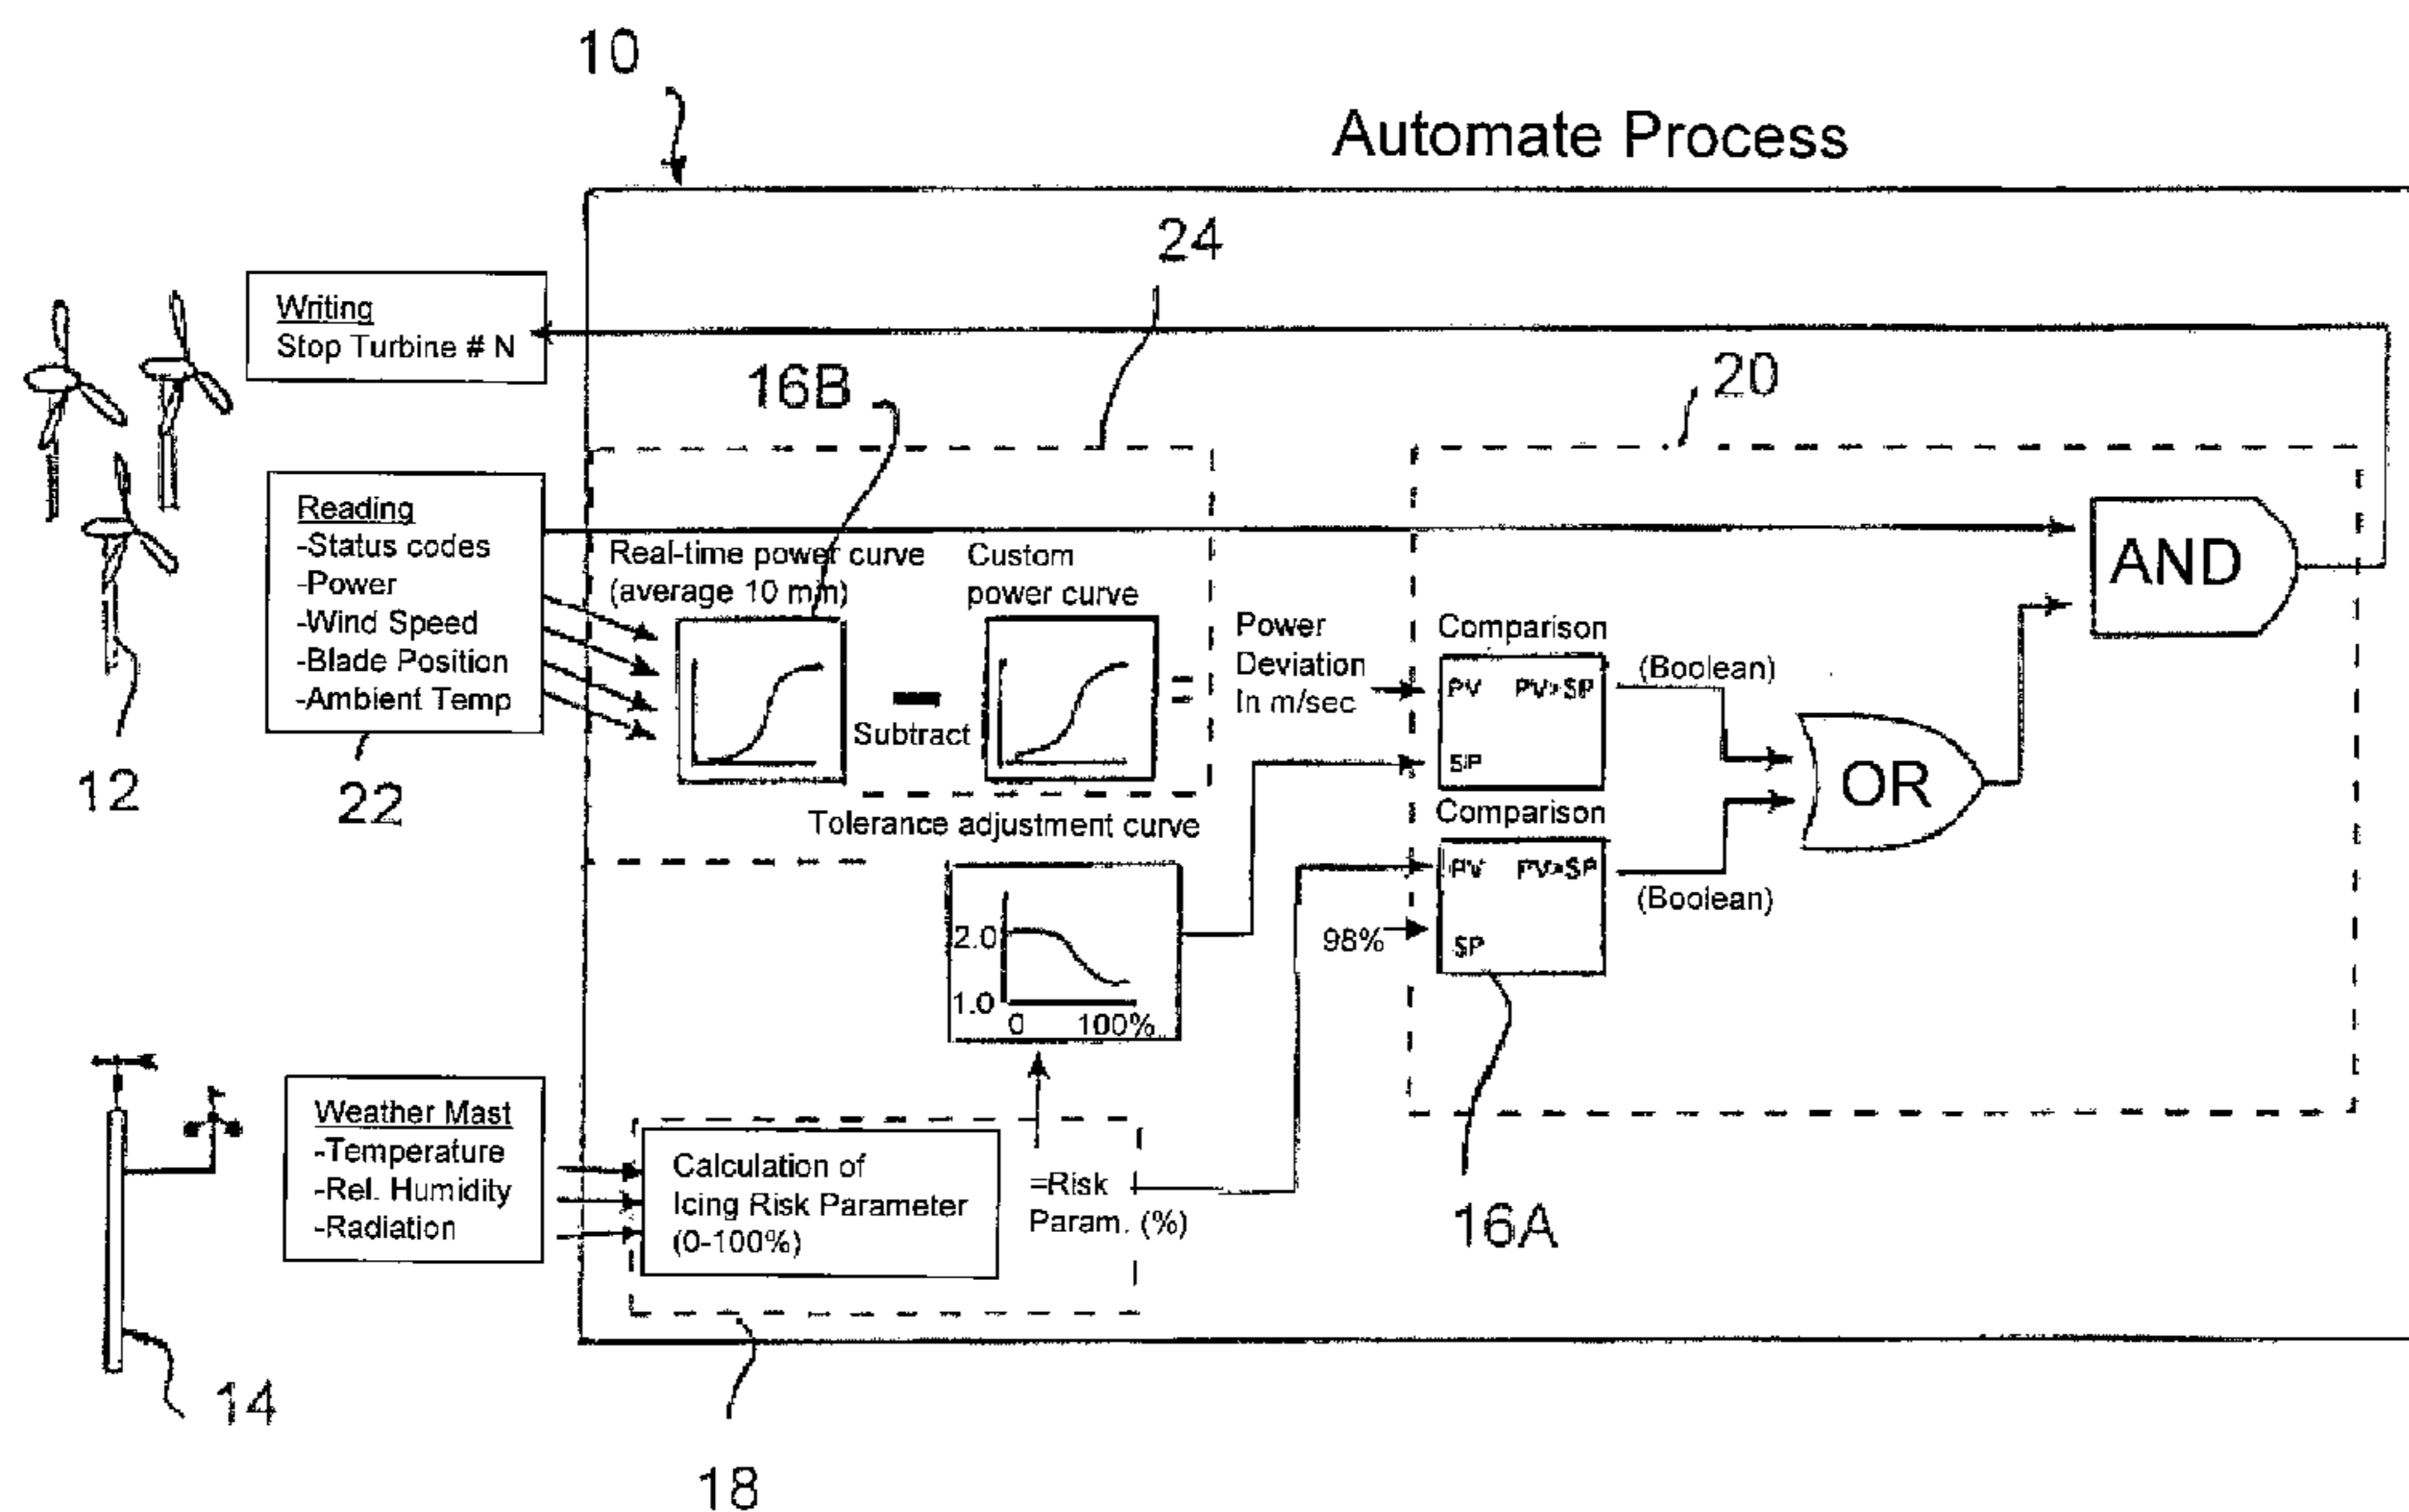 10
Automate Process
24
Writing
Stop Turbine # N
16B
20
Reading
-Status codes
-Power
-Wind Speed
-Blade Position
-Ambient Temp
Real-time power curve
(average 10 min)
Custom
power curve
AND
Power
Deviation
In m/sec
Comparison
PV PV>SP
SP
(Boolean)
Subtract
=
OR
12
22
Tolerance adjustment curve
Comparison
PV PV>SP
SP
(Boolean)
98%
2.0
1.0
0 100%
16A
Weather Mast
-Temperature
-Rel. Humidity
-Radiation
Calculation of
Icing Risk Parameter
(0-100%)
=Risk
Param. (%)
14
18